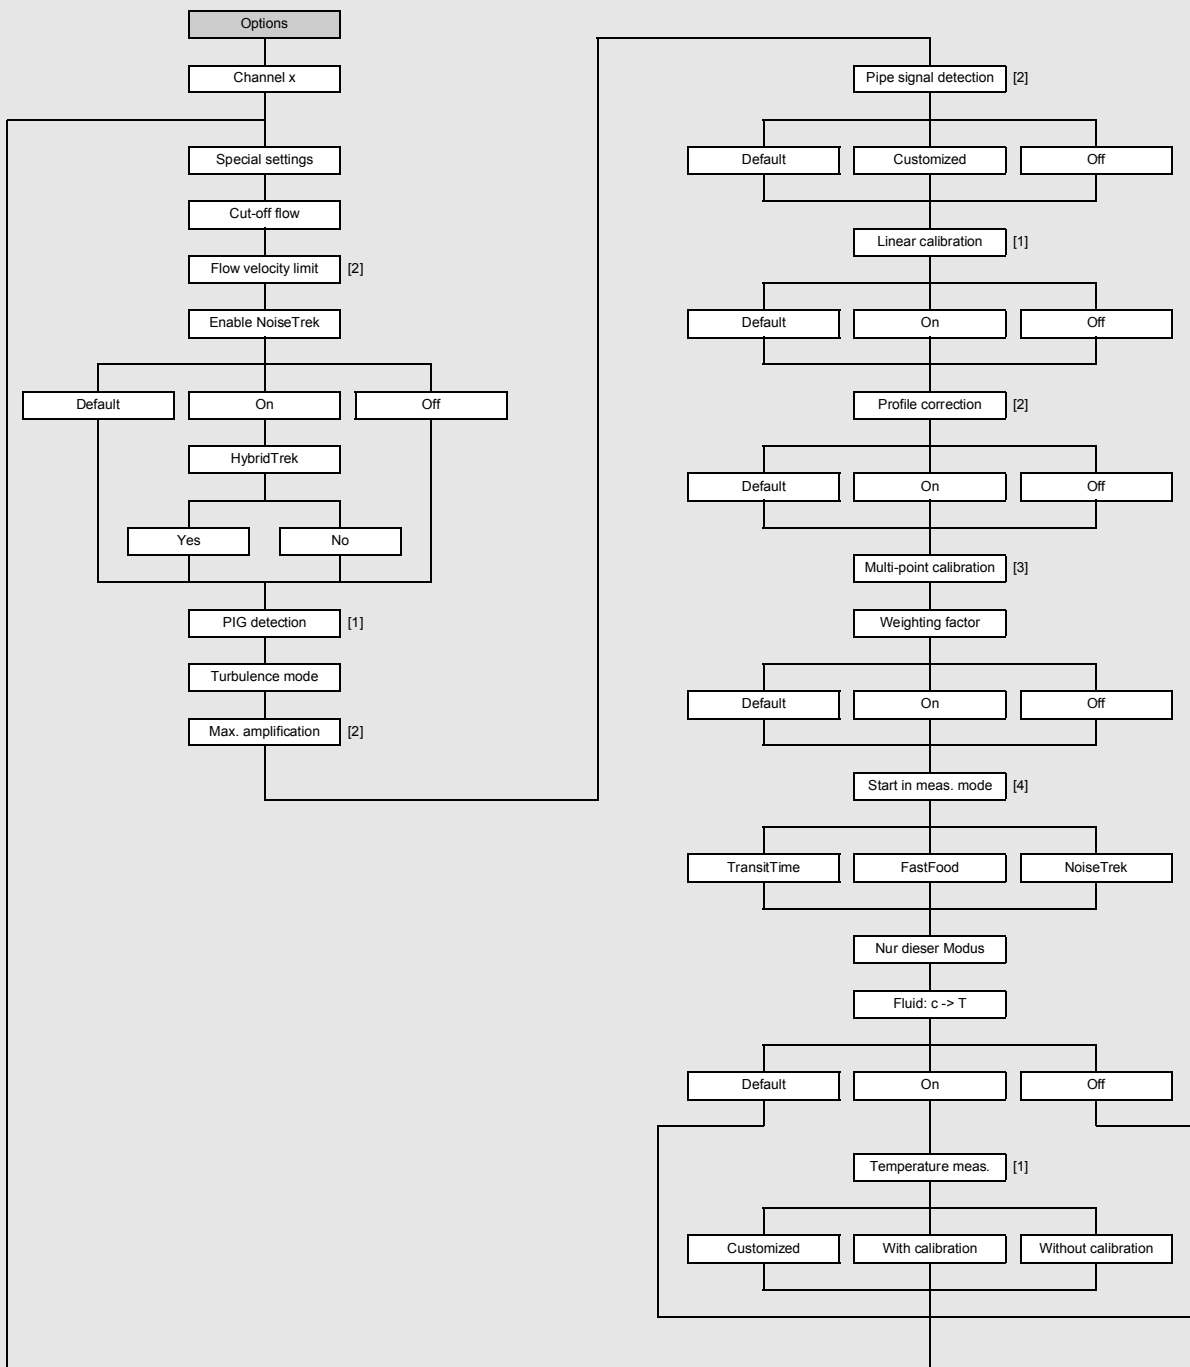 Options
Channel x
Special settings
Cut-off flow
Flow velocity limit [2]
Enable NoiseTrek
Default On Off
HybridTrek
Yes No
PIG detection [1]
Turbulence mode
Max. amplification [2]
Pipe signal detection [2]
Default Customized Off
Linear calibration [1]
Default On Off
Profile correction [2]
Default On Off
Multi-point calibration [3]
Weighting factor
Default On Off
Start in meas. mode [4]
TransitTime FastFood NoiseTrek
Nur dieser Modus
Fluid: c -> T
Default On Off
Temperature meas. [1]
Customized With calibration Without calibration